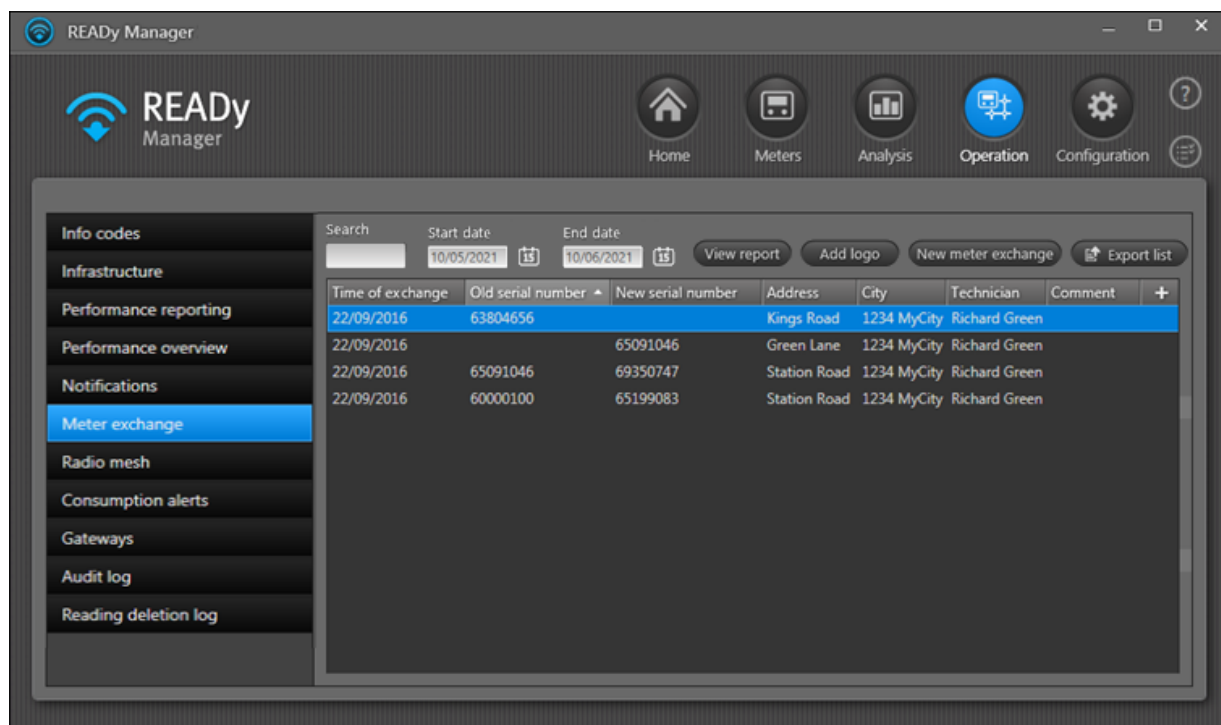 READy Manager
READy
Manager
Home Meters Analysis Operation Configuration
?
Info codes
Infrastructure
Performance reporting
Performance overview
Notifications
Meter exchange
Radio mesh
Consumption alerts
Gateways
Audit log
Reading deletion log
Search Start date End date
10/05/2021 15 10/06/2021 15 View report Add logo New meter exchange Export list
Time of exchange Old serial number New serial number Address City Technician Comment +
22/09/2016 63804656 Kings Road 1234 MyCity Richard Green
22/09/2016 65091046 Green Lane 1234 MyCity Richard Green
22/09/2016 65091046 69350747 Station Road 1234 MyCity Richard Green
22/09/2016 60000100 65199083 Station Road 1234 MyCity Richard Green